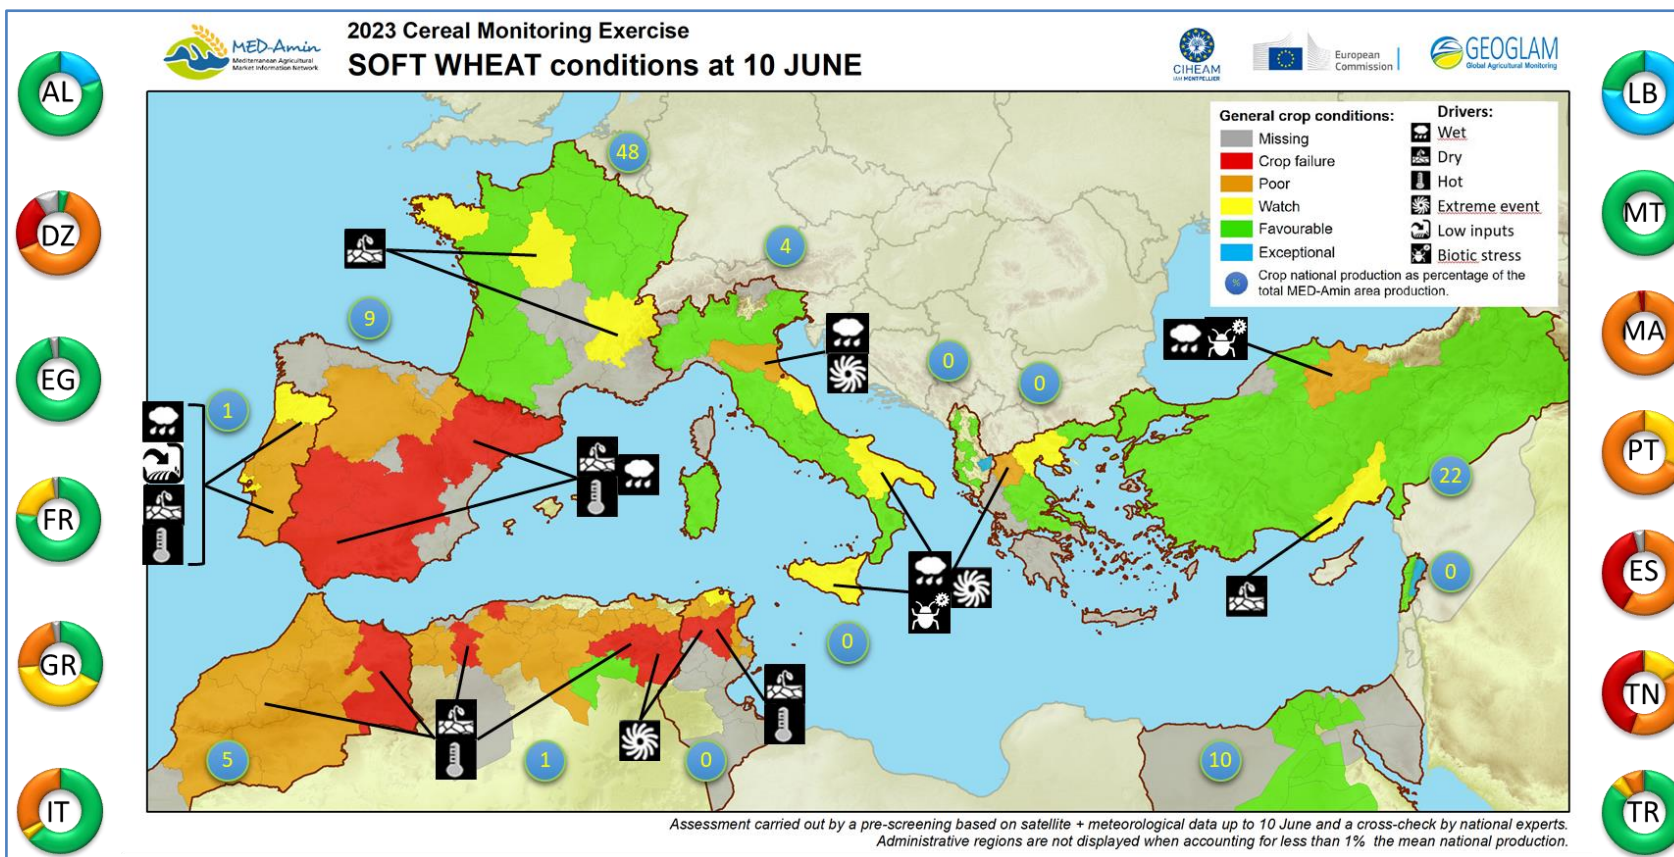 2023 Cereal Monitoring Exercise
SOFT WHEAT conditions at 10 JUNE
MED-Amin
Mediterranean Agricultural
Market Information Network
CIHEAM
IAM MONTPELLIER
European
Commission
GEOGLAM
Global Agricultural Monitoring
AL
DZ
EG
FR
GR
IT
LB
MT
MA
PT
ES
TN
TR
General crop conditions:
Missing
Crop failure
Poor
Watch
Favourable
Exceptional
Drivers:
Wet
Dry
Hot
Extreme event
Low inputs
Biotic stress
% Crop national production as percentage of the
total MED-Amin area production.
48
4
9
1
0
0
22
0
0
5
1
0
10
Assessment carried out by a pre-screening based on satellite + meteorological data up to 10 June and a cross-check by national experts.
Administrative regions are not displayed when accounting for less than 1% the mean national production.